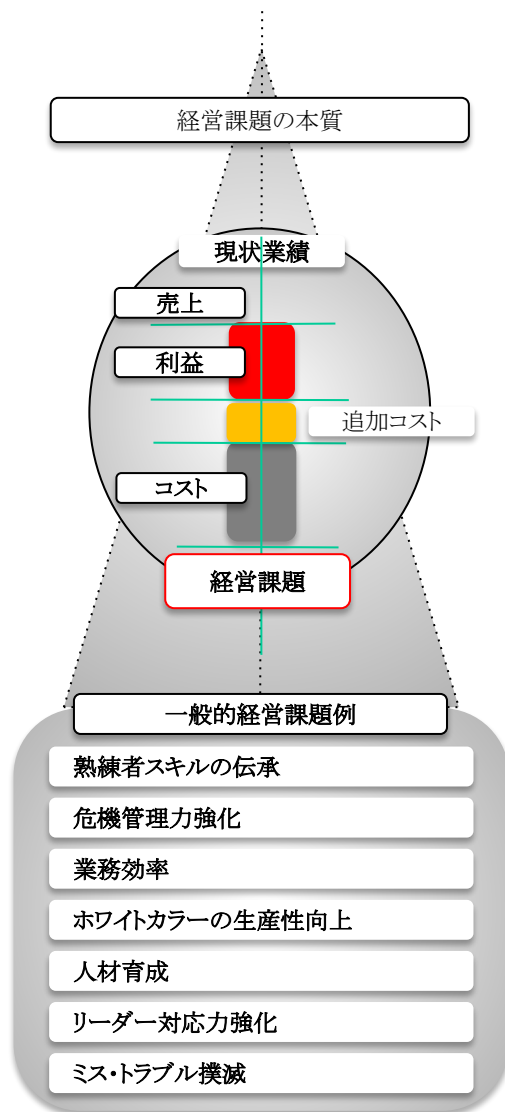 経営課題の本質
現状業績
売上
利益
追加コスト
コスト
経営課題
一般的経営課題例
熟練者スキルの伝承
危機管理力強化
業務効率
ホワイトカラーの生産性向上
人材育成
リーダー対応力強化
ミス・トラブル撲滅